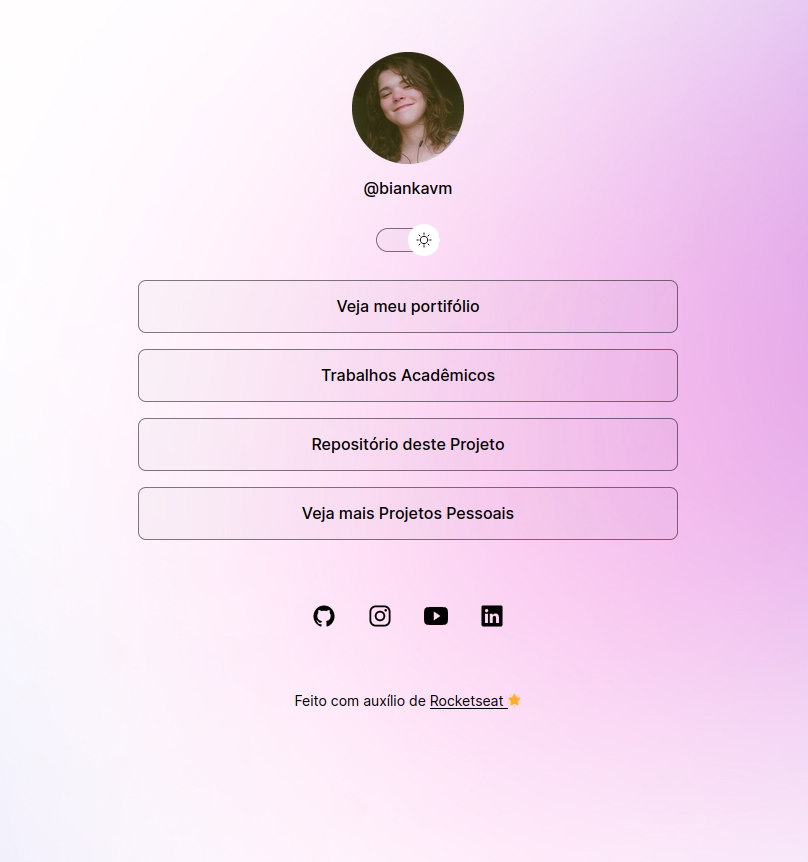 @biankavm
Veja meu portifólio
Trabalhos Acadêmicos
Repositório deste Projeto
Veja mais Projetos Pessoais
Feito com auxílio de Rocketseat